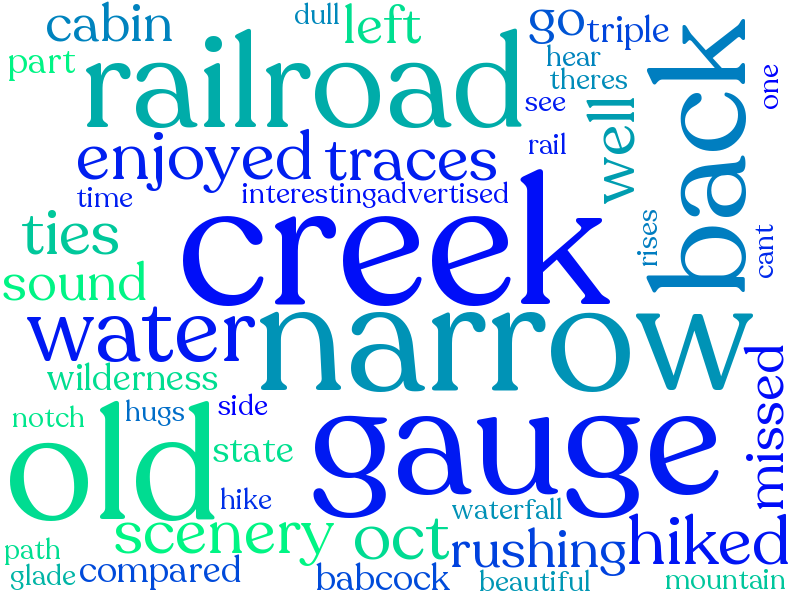 cabin
dull
left
go
triple
part
railroad
hear
theres
see
back
one
enjoyed
traces
rail
well
time
interesting
advertised
ties
creek
rises
cant
sound
water
narrow
wilderness
missed
notch
hugs
side
old
gauge
state
hike
scenery
oct
waterfall
rushing
hiked
path
glade
compared
babcock
beautiful
mountain